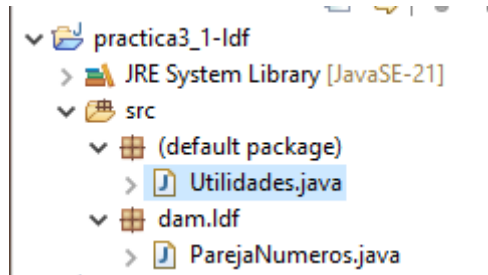 practica3_1-ldf
JRE System Library [JavaSE-21]
src
(default package)
Utilidades.java
dam.ldf
ParejaNumeros.java